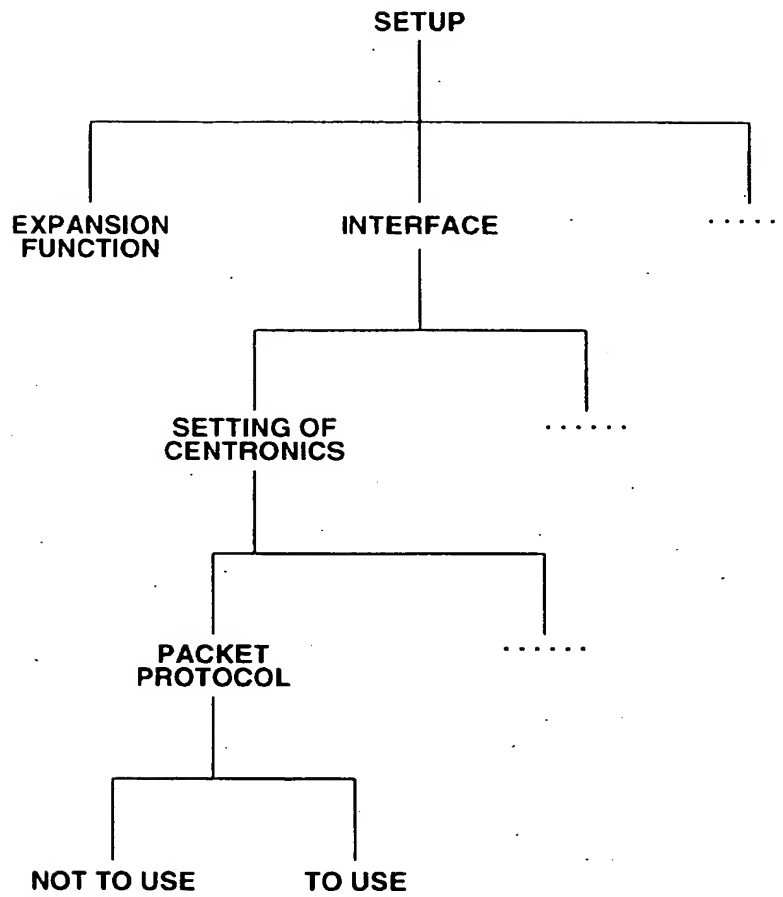 SETUP
EXPANSION
FUNCTION
INTERFACE
. . . . . .
SETTING OF
CENTRONICS
. . . . . .
PACKET
PROTOCOL
. . . . . .
NOT TO USE
TO USE